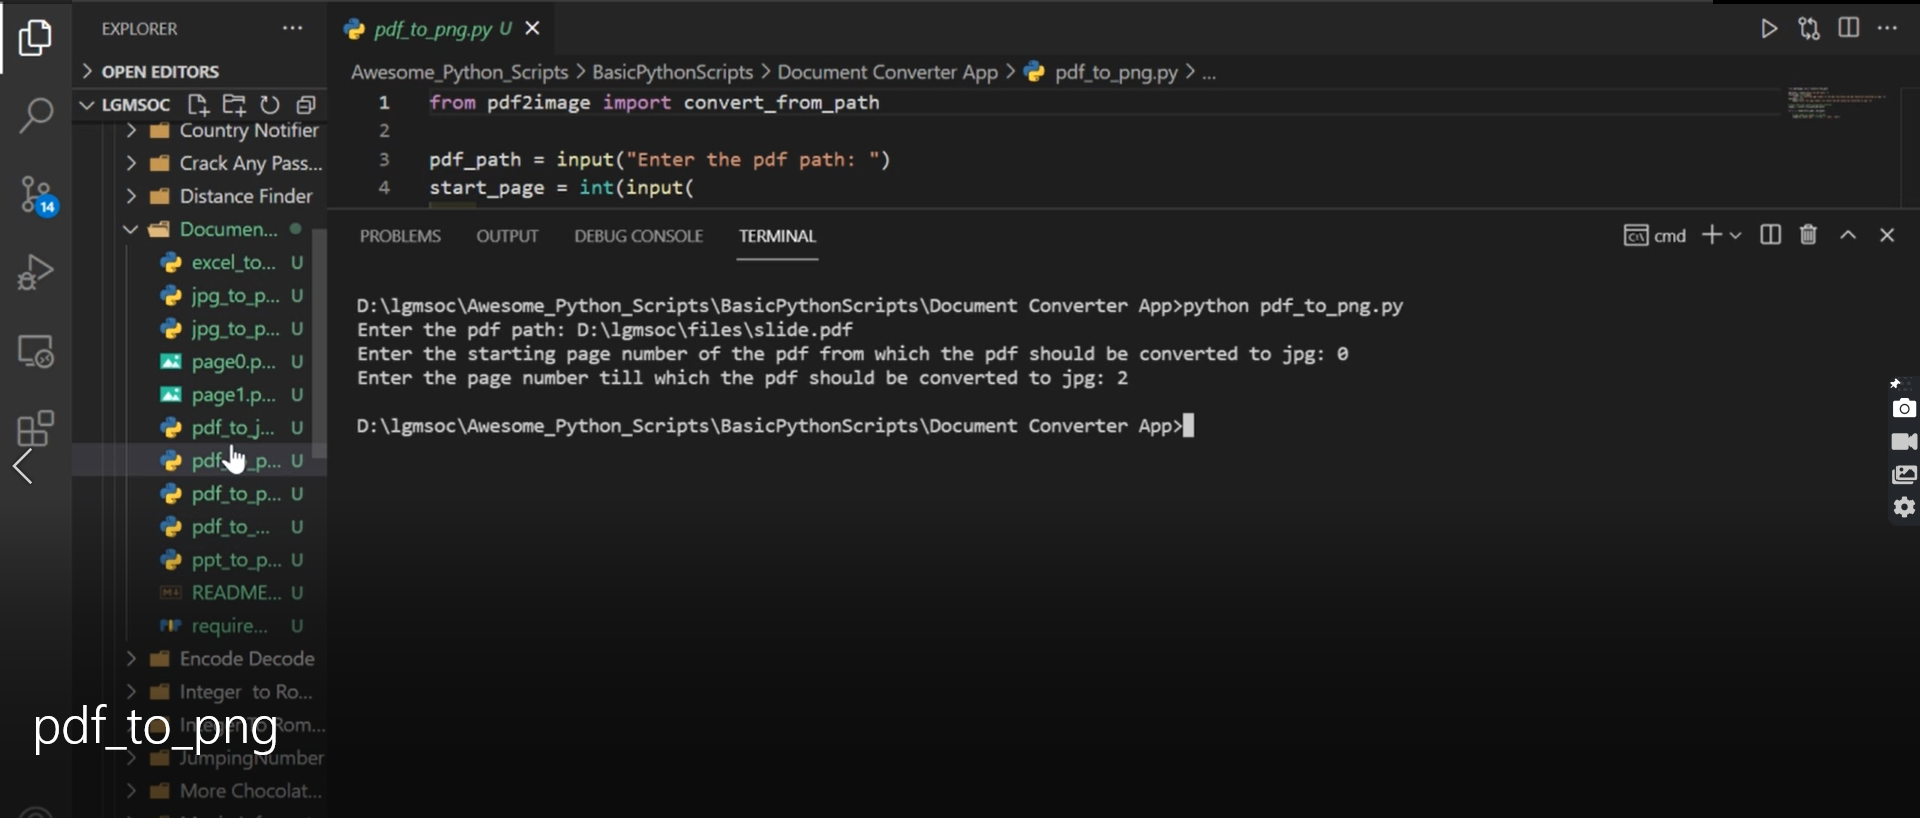 EXPLORER
OPEN EDITORS
LGMSOC
Country Notifier
Crack Any Pass...
Distance Finder
Documen...
excel_to... U
jpg_to_p... U
jpg_to_p... U
page0.p... U
page1.p... U
pdf_to_j... U
pdf_to_p... U
pdf_to_p... U
pdf_to_... U
ppt_to_p... U
README... U
require... U
Encode Decode
Integer to Ro...
Integer To Rom...
JumpingNumber
More Chocolat...
14
pdf_to_png
pdf_to_png.py U
Awesome_Python_Scripts > BasicPythonScripts > Document Converter App > pdf_to_png.py > ...
1 from pdf2image import convert_from_path
2
3 pdf_path = input("Enter the pdf path: ")
4 start_page = int(input(
PROBLEMS OUTPUT DEBUG CONSOLE TERMINAL
cmd
D:\lgmsoc\Awesome_Python_Scripts\BasicPythonScripts\Document Converter App>python pdf_to_png.py
Enter the pdf path: D:\lgmsoc\files\slide.pdf
Enter the starting page number of the pdf from which the pdf should be converted to jpg: 0
Enter the page number till which the pdf should be converted to jpg: 2
D:\lgmsoc\Awesome_Python_Scripts\BasicPythonScripts\Document Converter App>